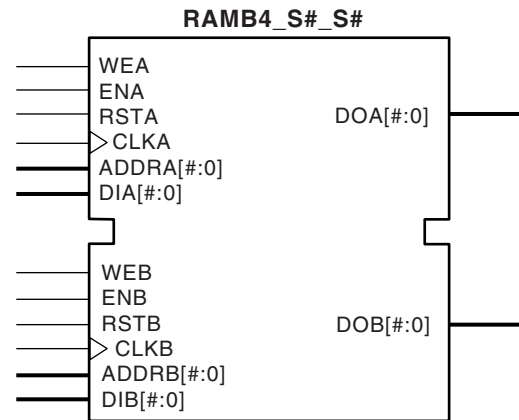 RAMB4_S#_S#
WEA
ENA
RSTA
CLKA
ADDRA[#:0]
DIA[#:0]
DOA[#:0]
WEB
ENB
RSTB
CLKB
ADDRB[#:0]
DIB[#:0]
DOB[#:0]